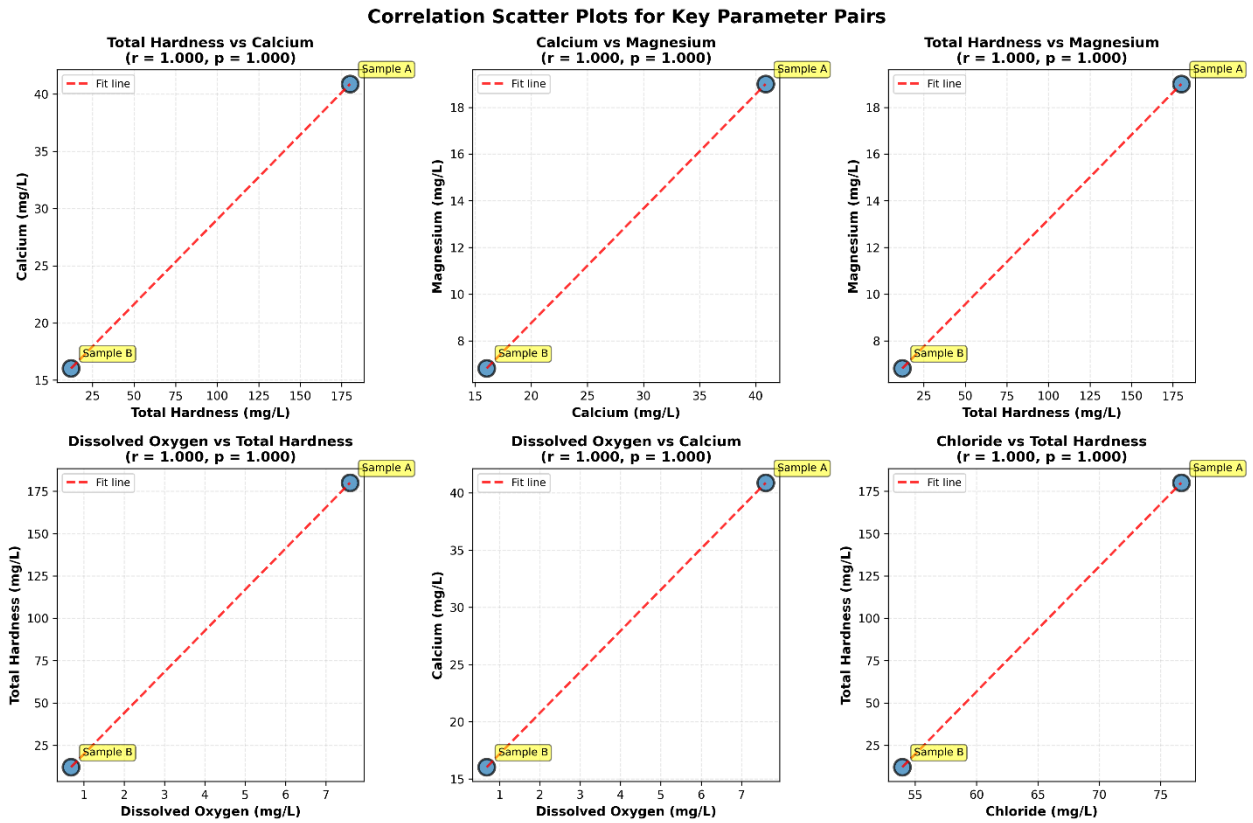 Correlation Scatter Plots for Key Parameter Pairs
Total Hardness vs Calcium
(r = 1.000, p = 1.000)
Sample A
Fit line
Sample B
40
35
30
25
20
15
Calcium (mg/L)
25 50 75 100 125 150 175
Total Hardness (mg/L)
Calcium vs Magnesium
(r = 1.000, p = 1.000)
Sample A
Fit line
Sample B
18
16
14
12
10
8
Magnesium (mg/L)
15 20 25 30 35 40
Calcium (mg/L)
Total Hardness vs Magnesium
(r = 1.000, p = 1.000)
Sample A
Fit line
Sample B
18
16
14
12
10
8
Magnesium (mg/L)
25 50 75 100 125 150 175
Total Hardness (mg/L)
Dissolved Oxygen vs Total Hardness
(r = 1.000, p = 1.000)
Sample A
Fit line
Sample B
175
150
125
100
75
50
25
Total Hardness (mg/L)
1 2 3 4 5 6 7
Dissolved Oxygen (mg/L)
Dissolved Oxygen vs Calcium
(r = 1.000, p = 1.000)
Sample A
Fit line
Sample B
40
35
30
25
20
15
Calcium (mg/L)
1 2 3 4 5 6 7
Dissolved Oxygen (mg/L)
Chloride vs Total Hardness
(r = 1.000, p = 1.000)
Sample A
Fit line
Sample B
175
150
125
100
75
50
25
Total Hardness (mg/L)
55 60 65 70 75
Chloride (mg/L)